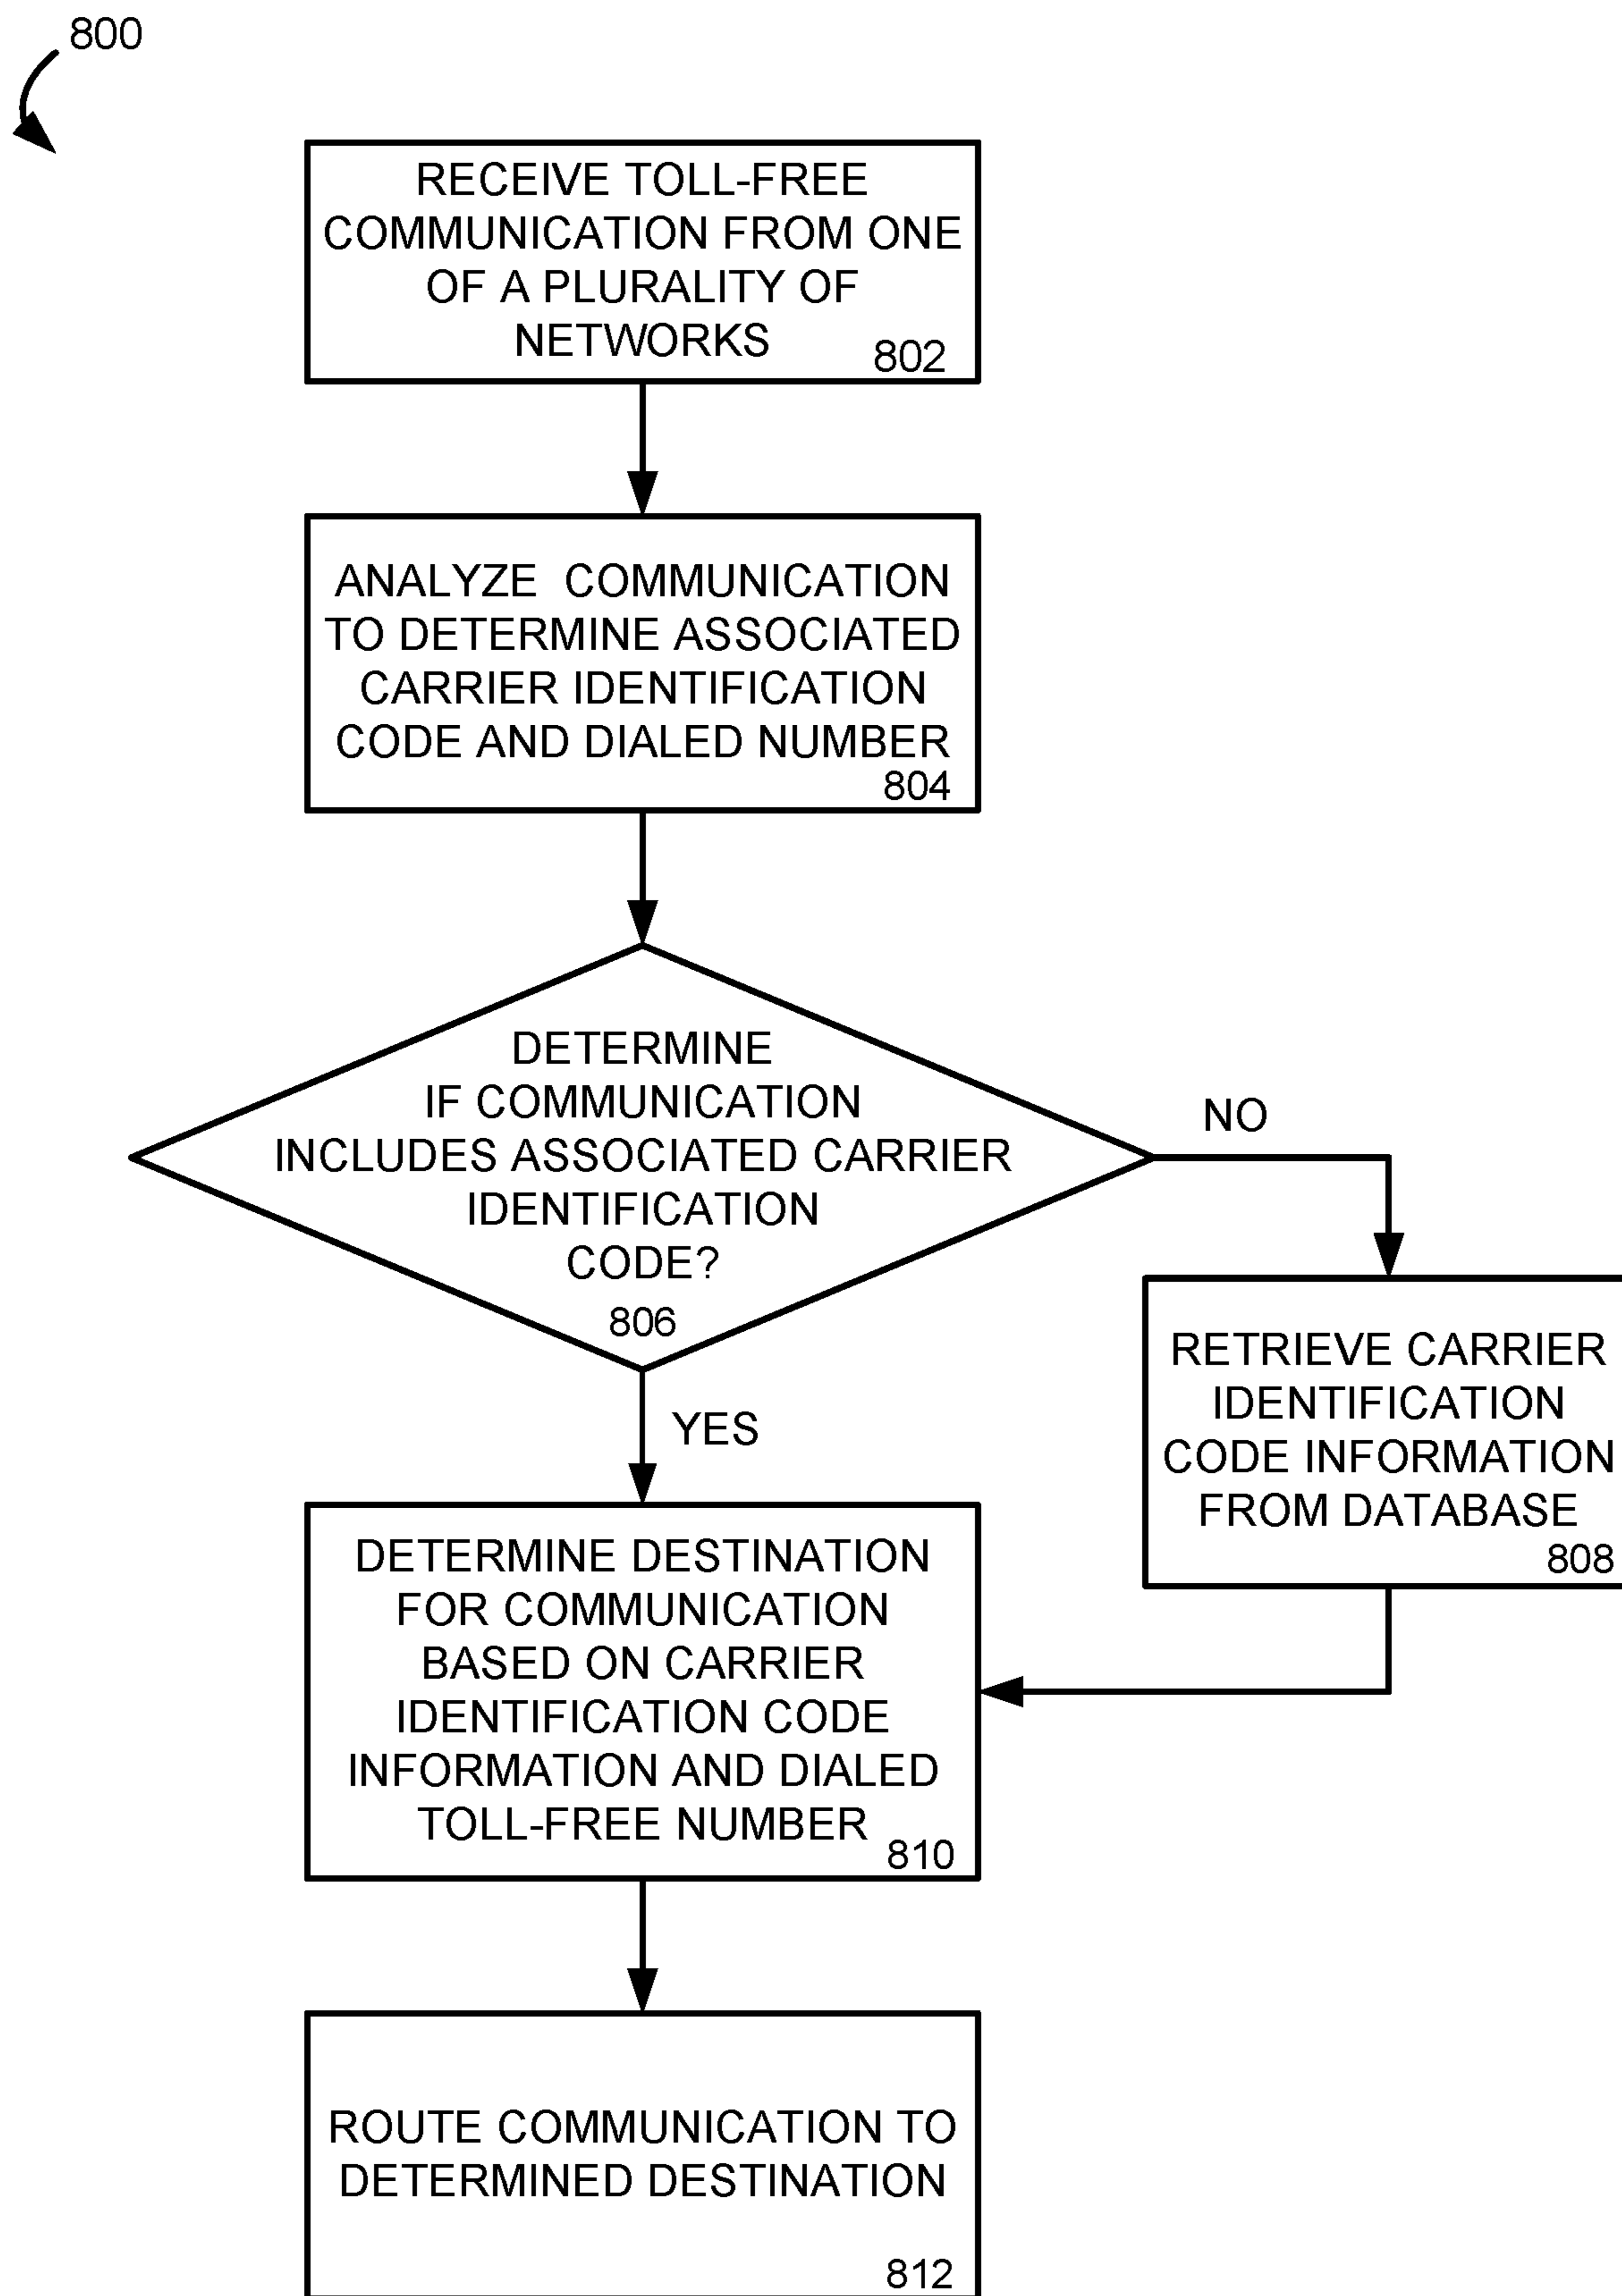 800
RECEIVE TOLL-FREE
COMMUNICATION FROM ONE
OF A PLURALITY OF
NETWORKS
802
ANALYZE COMMUNICATION
TO DETERMINE ASSOCIATED
CARRIER IDENTIFICATION
CODE AND DIALED NUMBER
804
DETERMINE
IF COMMUNICATION
INCLUDES ASSOCIATED CARRIER
IDENTIFICATION
CODE?
806
NO
YES
RETRIEVE CARRIER
IDENTIFICATION
CODE INFORMATION
FROM DATABASE
808
DETERMINE DESTINATION
FOR COMMUNICATION
BASED ON CARRIER
IDENTIFICATION CODE
INFORMATION AND DIALED
TOLL-FREE NUMBER
810
ROUTE COMMUNICATION TO
DETERMINED DESTINATION
812